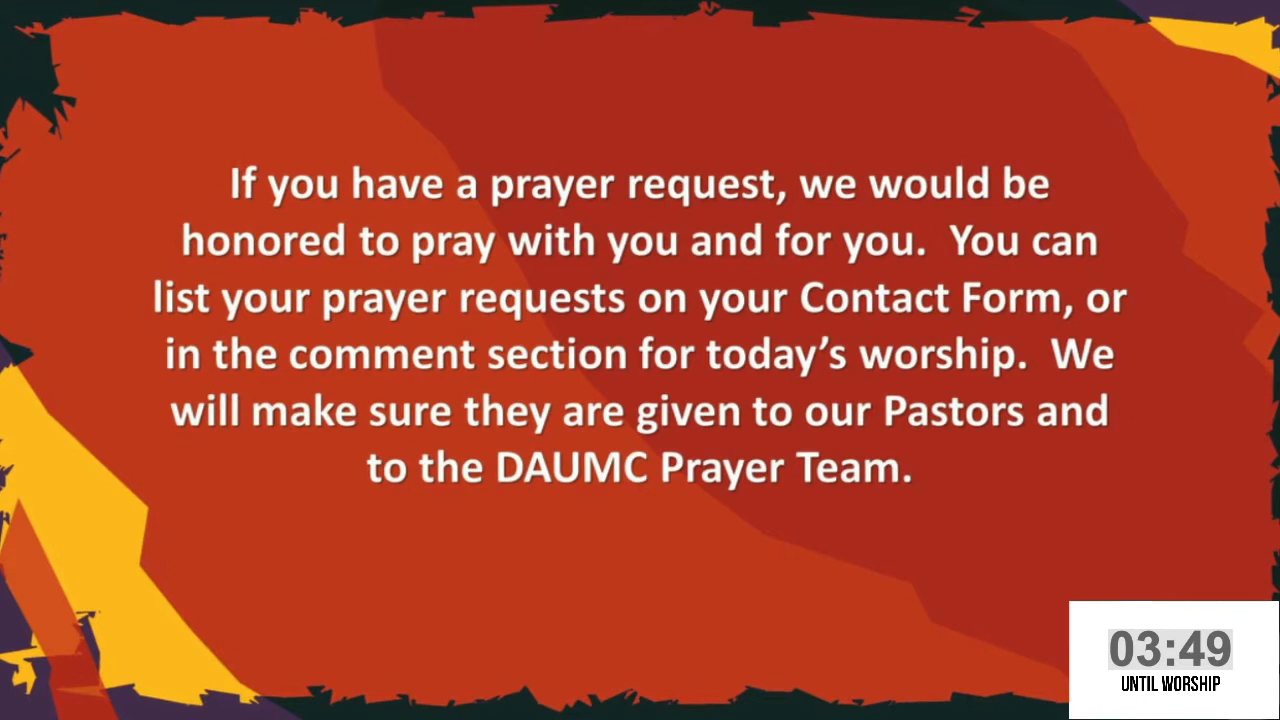 If you have a prayer request, we would be
honored to pray with you and for you.  You can
list your prayer requests on your Contact Form, or
in the comment section for today’s worship.  We
will make sure they are given to our Pastors and
to the DAUMC Prayer Team.
03:49
UNTIL WORSHIP